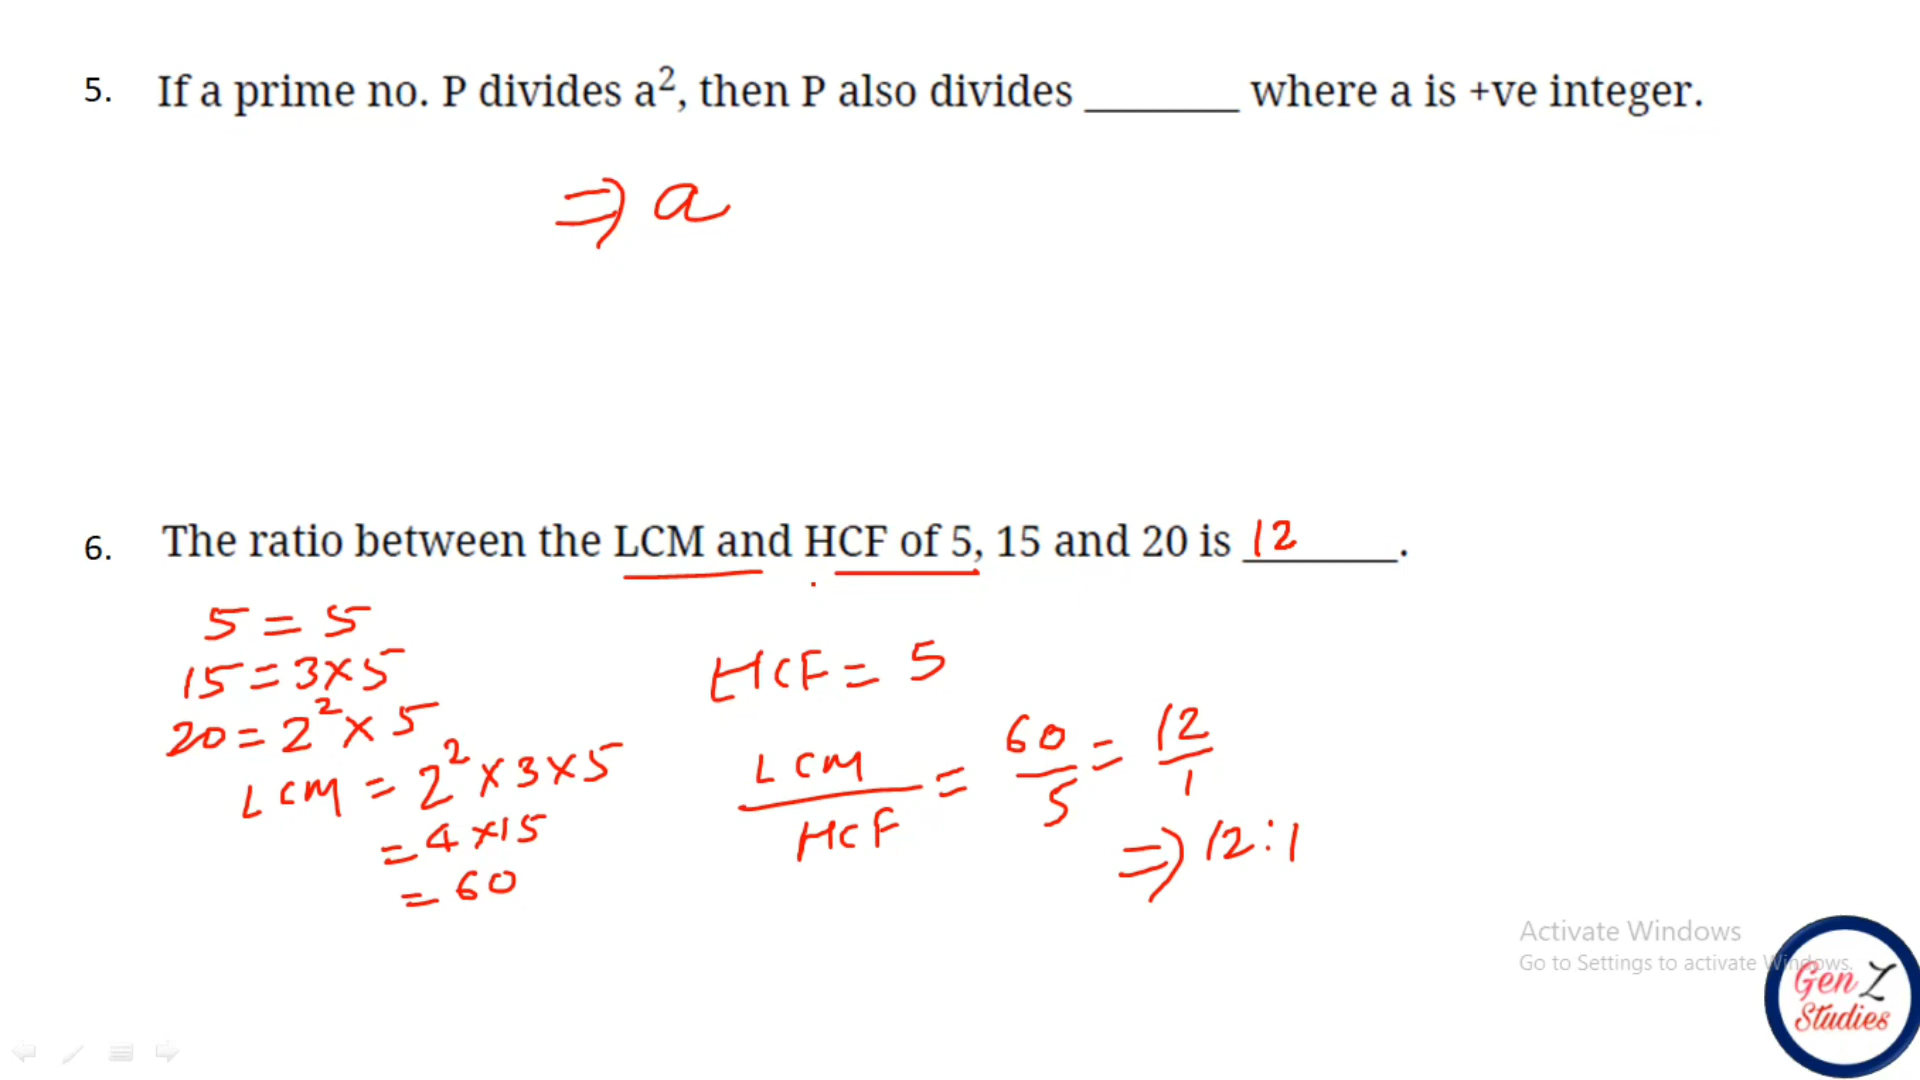 5. If a prime no. P divides a², then P also divides _______ where a is +ve integer.
⇒ a
6. The ratio between the LCM and HCF of 5, 15 and 20 is 12_____.
5 = 5
15 = 3×5
20 = 2² × 5
LCM = 2² × 3 × 5
= 4 × 15
= 60
HCF = 5
LCM/HCF = 60/5 = 12/1
⇒ 12:1
Activate Windows
Go to Settings to activate Windows.
Gen Z
Studies